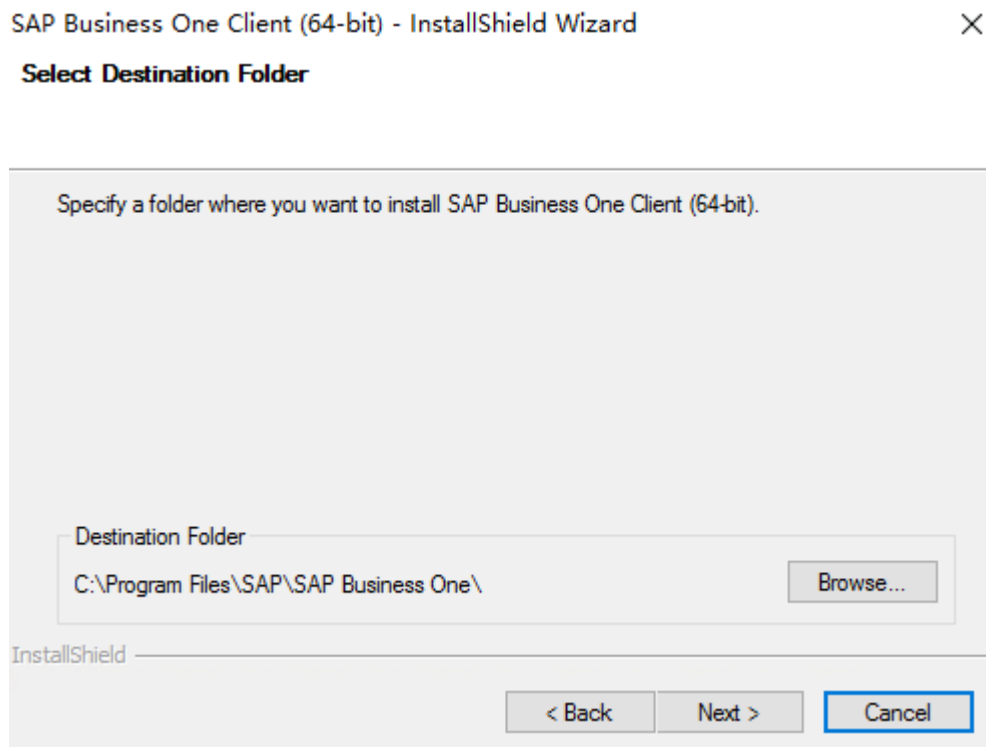 SAP Business One Client (64-bit) - InstallShield Wizard
Select Destination Folder
Specify a folder where you want to install SAP Business One Client (64-bit).
Destination Folder
C:\Program Files\SAP\SAP Business One\
Browse...
InstallShield
< Back
Next >
Cancel